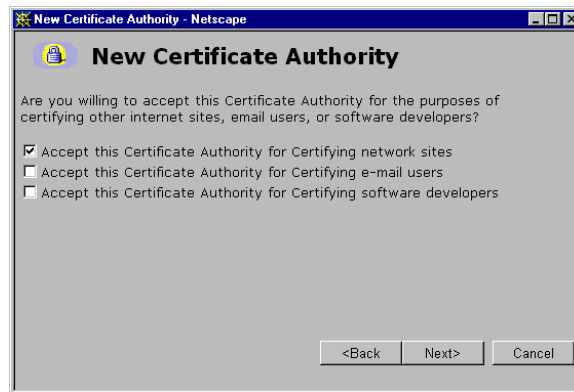 New Certificate Authority - Netscape
New Certificate Authority
Are you willing to accept this Certificate Authority for the purposes of
certifying other internet sites, email users, or software developers?
Accept this Certificate Authority for Certifying network sites
Accept this Certificate Authority for Certifying e-mail users
Accept this Certificate Authority for Certifying software developers
<Back Next> Cancel